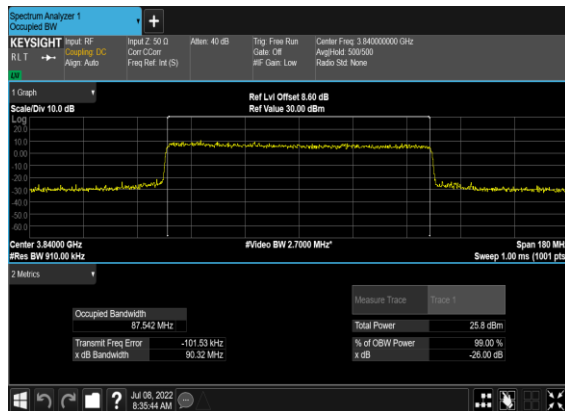 Spectrum Analyzer 1
Occupied BW
+
KEYSIGHT
RLT
Input: RF
Coupling: DC
Align: Auto
Input Z: 50 Ω
Corr CCorr
Freq Ref: Int (S)
Atten: 40 dB
Trig: Free Run
Gate: Off
#IF Gain: Low
Center Freq: 3.840000000 GHz
Avg|Hold: 500/500
Radio Std: None
LXI
1 Graph
Scale/Div 10.0 dB
Ref Lvl Offset 8.60 dB
Ref Value 30.00 dBm
Log
20.0
10.0
0.00
-10.0
-20.0
-30.0
-40.0
-50.0
-60.0
Center 3.84000 GHz
#Video BW 2.7000 MHz*
Span 180 MH
#Res BW 910.00 kHz
Sweep 1.00 ms (1001 pts
2 Metrics
Measure Trace
Trace 1
Occupied Bandwidth
87.542 MHz
Total Power
25.8 dBm
Transmit Freq Error
-101.53 kHz
% of OBW Power
99.00 %
x dB Bandwidth
90.32 MHz
x dB
-26.00 dB
?
Jul 08, 2022
8:35:44 AM